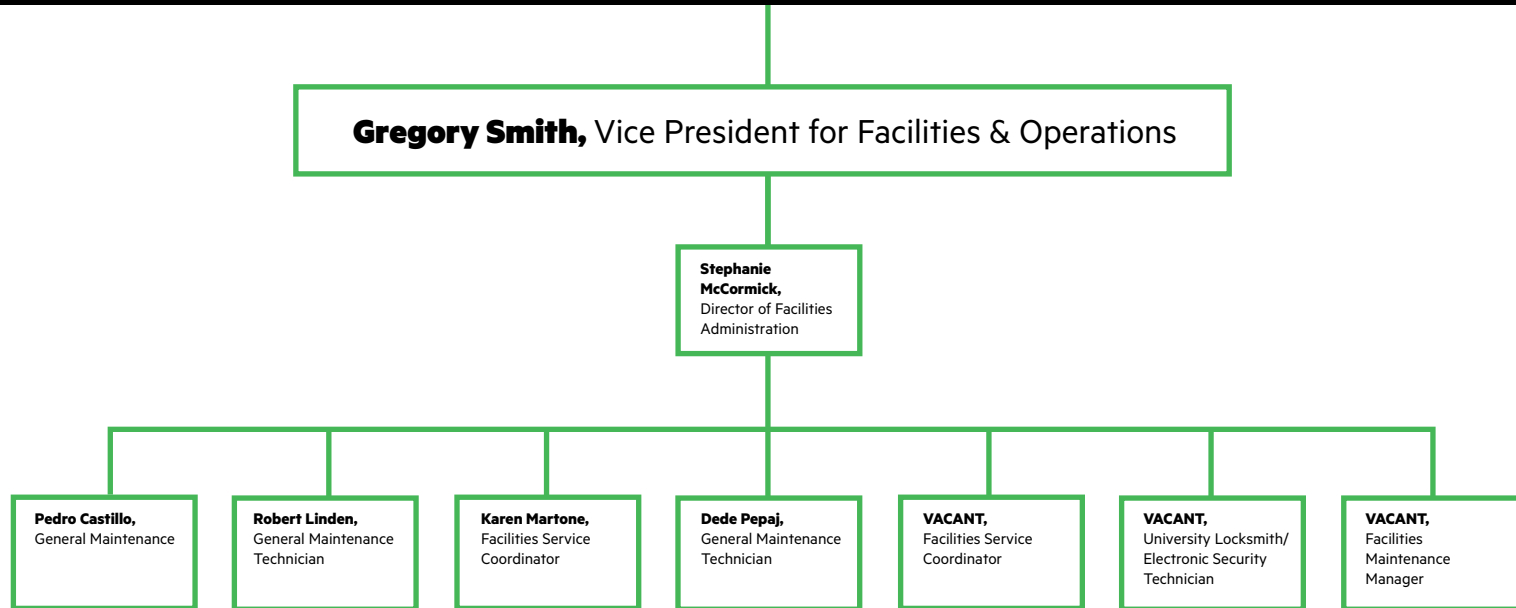 Gregory Smith, Vice President for Facilities & Operations
Stephanie
McCormick,
Director of Facilities
Administration
Pedro Castillo,
General Maintenance
Robert Linden,
General Maintenance
Technician
Karen Martone,
Facilities Service
Coordinator
Dede Pepaj,
General Maintenance
Technician
VACANT,
Facilities Service
Coordinator
VACANT,
University Locksmith/
Electronic Security
Technician
VACANT,
Facilities
Maintenance
Manager